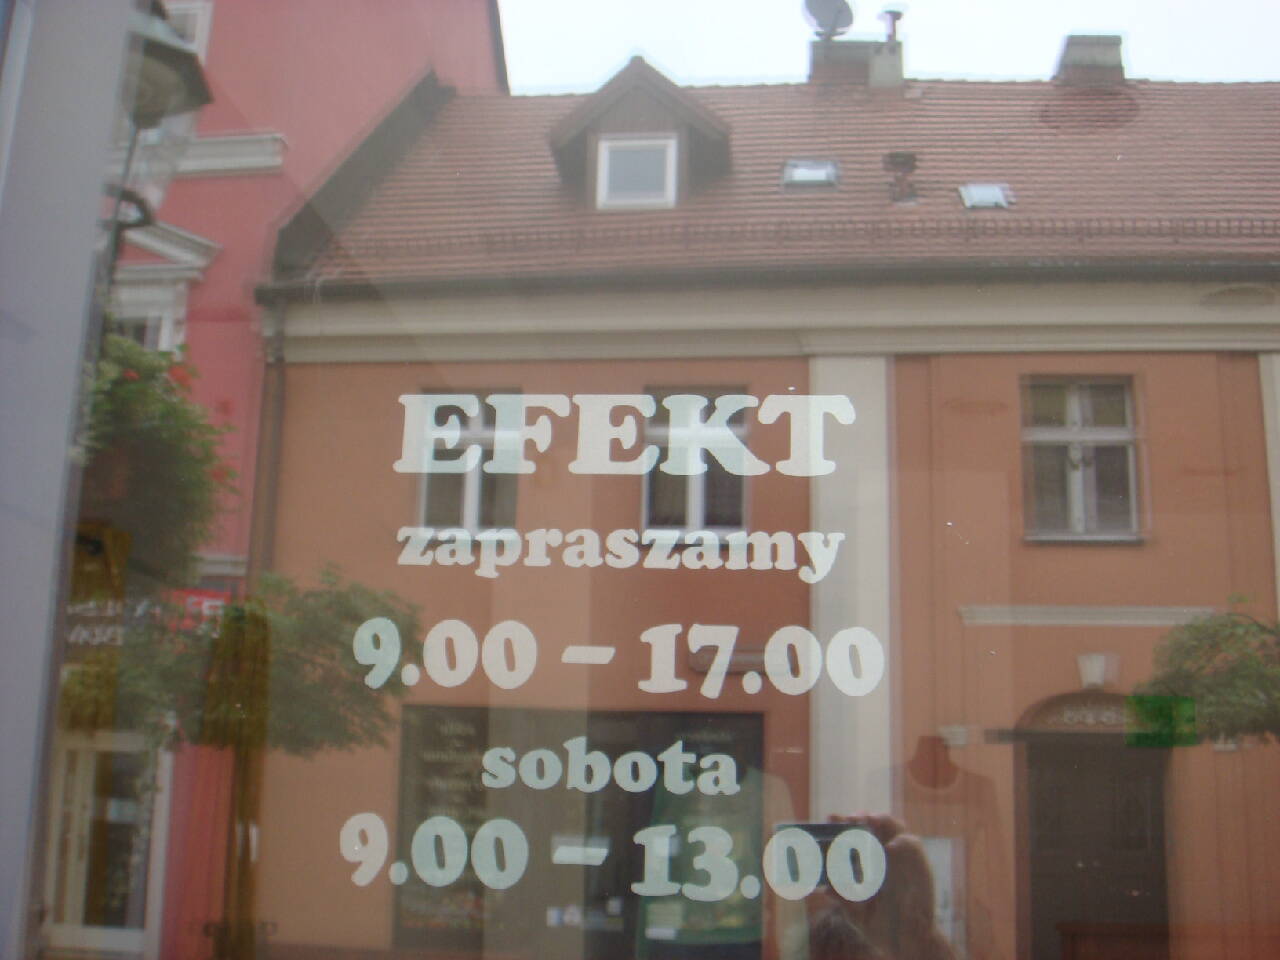 EFEKT
zapraszamy
9.00 - 17.00
sobota
9.00 - 13.00